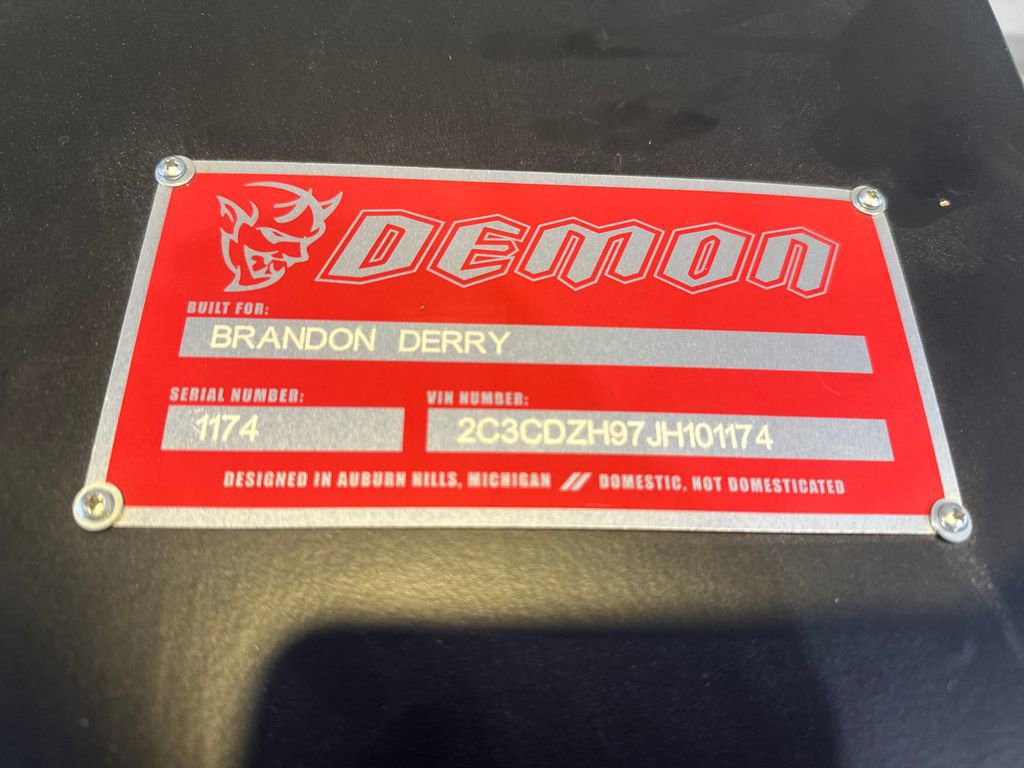 DEMON
BUILT FOR:
BRANDON DERRY
SERIAL NUMBER: VIN NUMBER:
1174 2C3CDZH97JH101174
DESIGNED IN AUBURN HILLS, MICHIGAN // DOMESTIC, NOT DOMESTICATED